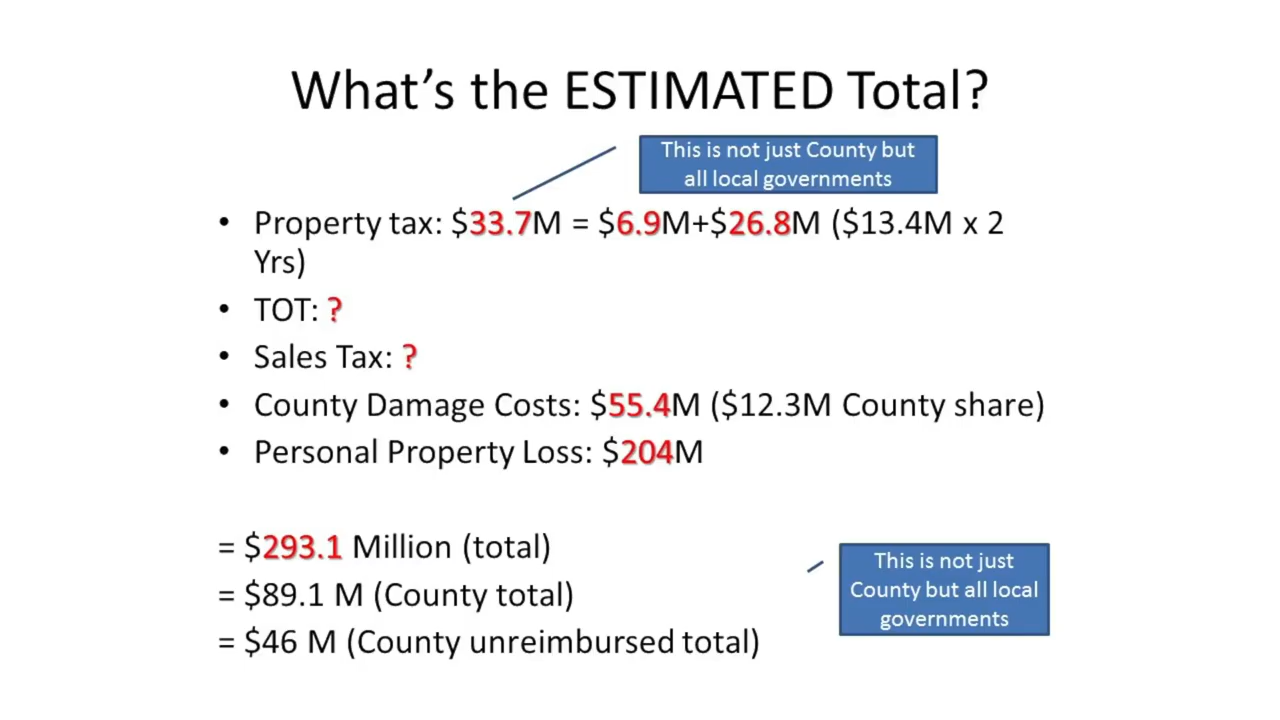 What’s the ESTIMATED Total?
This is not just County but
all local governments
• Property tax: $33.7M = $6.9M+$26.8M ($13.4M x 2
Yrs)
• TOT: ?
• Sales Tax: ?
• County Damage Costs: $55.4M ($12.3M County share)
• Personal Property Loss: $204M
= $293.1 Million (total)
= $89.1 M (County total)
= $46 M (County unreimbursed total)
This is not just
County but all local
governments